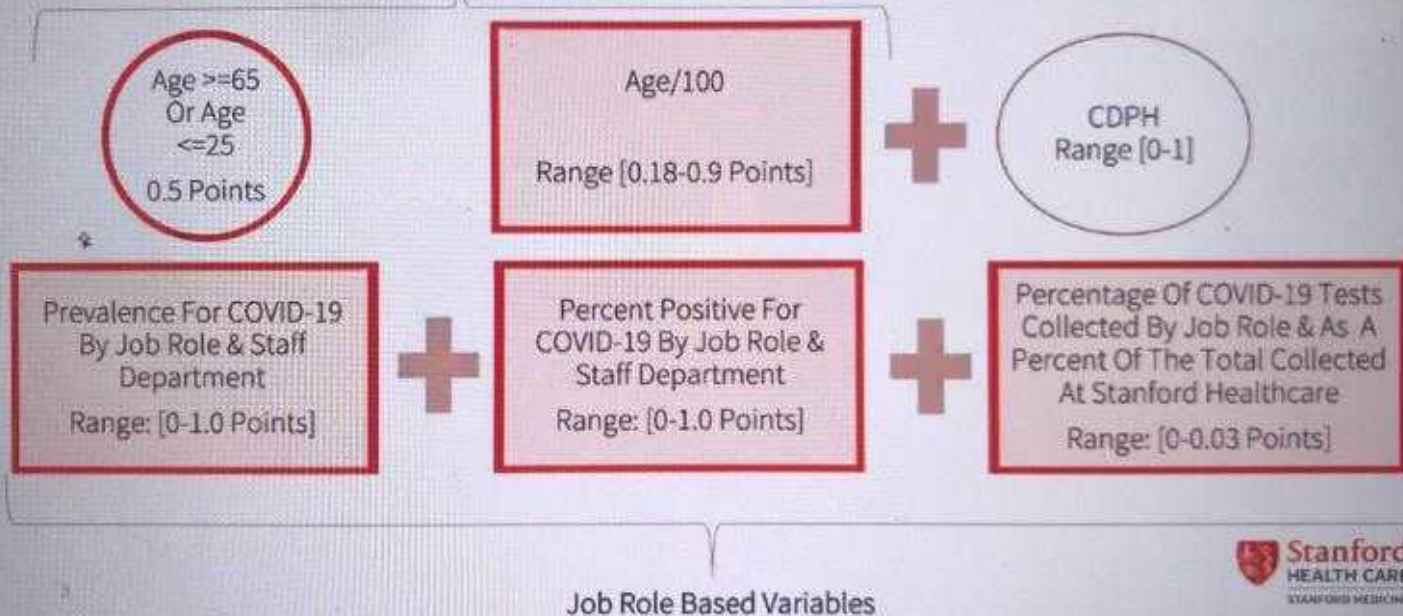 Age >=65
Or Age
<=25
0.5 Points
Age/100
Range [0.18-0.9 Points]
CDPH
Range [0-1]
Prevalence For COVID-19
By Job Role & Staff
Department
Range: [0-1.0 Points]
Percent Positive For
COVID-19 By Job Role &
Staff Department
Range: [0-1.0 Points]
Percentage Of COVID-19 Tests
Collected By Job Role & As A
Percent Of The Total Collected
At Stanford Healthcare
Range: [0-0.03 Points]
Job Role Based Variables
Stanford
HEALTH CARE
STANFORD MEDICINE